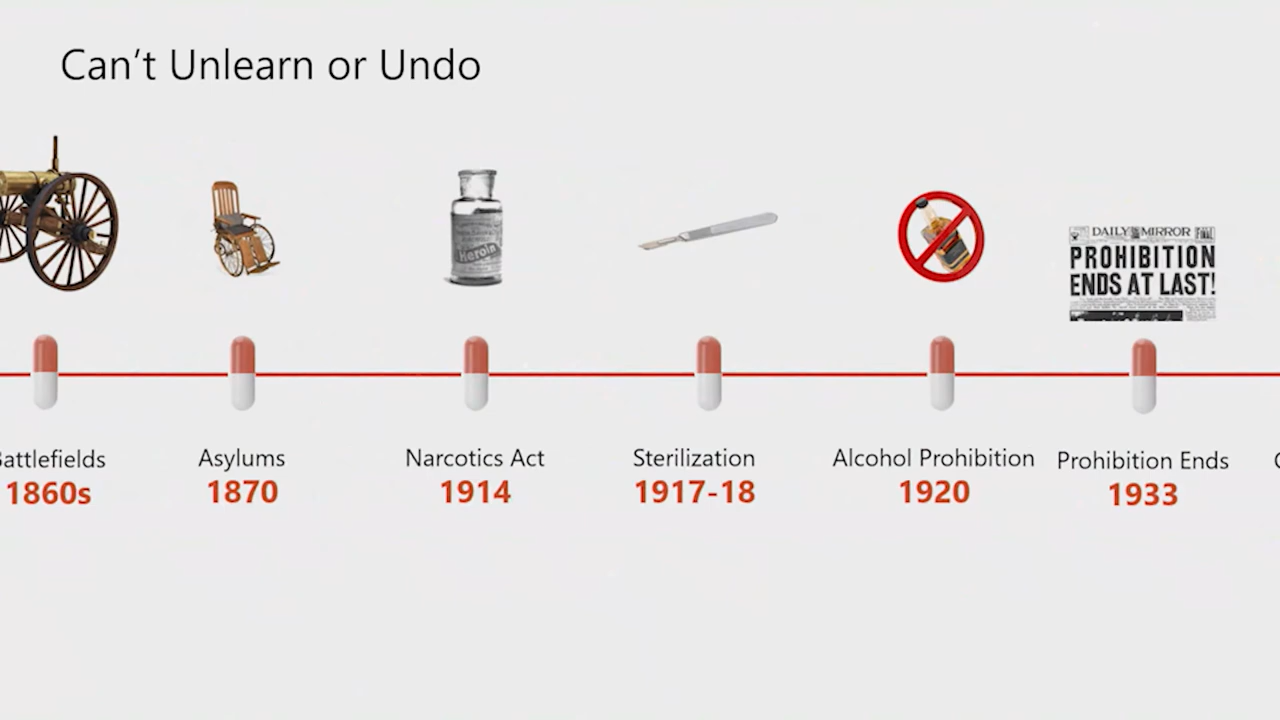 Can't Unlearn or Undo
Heroin
DAILY MIRROR
PROHIBITION
ENDS AT LAST!
Battlefields
1860s
Asylums
1870
Narcotics Act
1914
Sterilization
1917-18
Alcohol Prohibition
1920
Prohibition Ends
1933